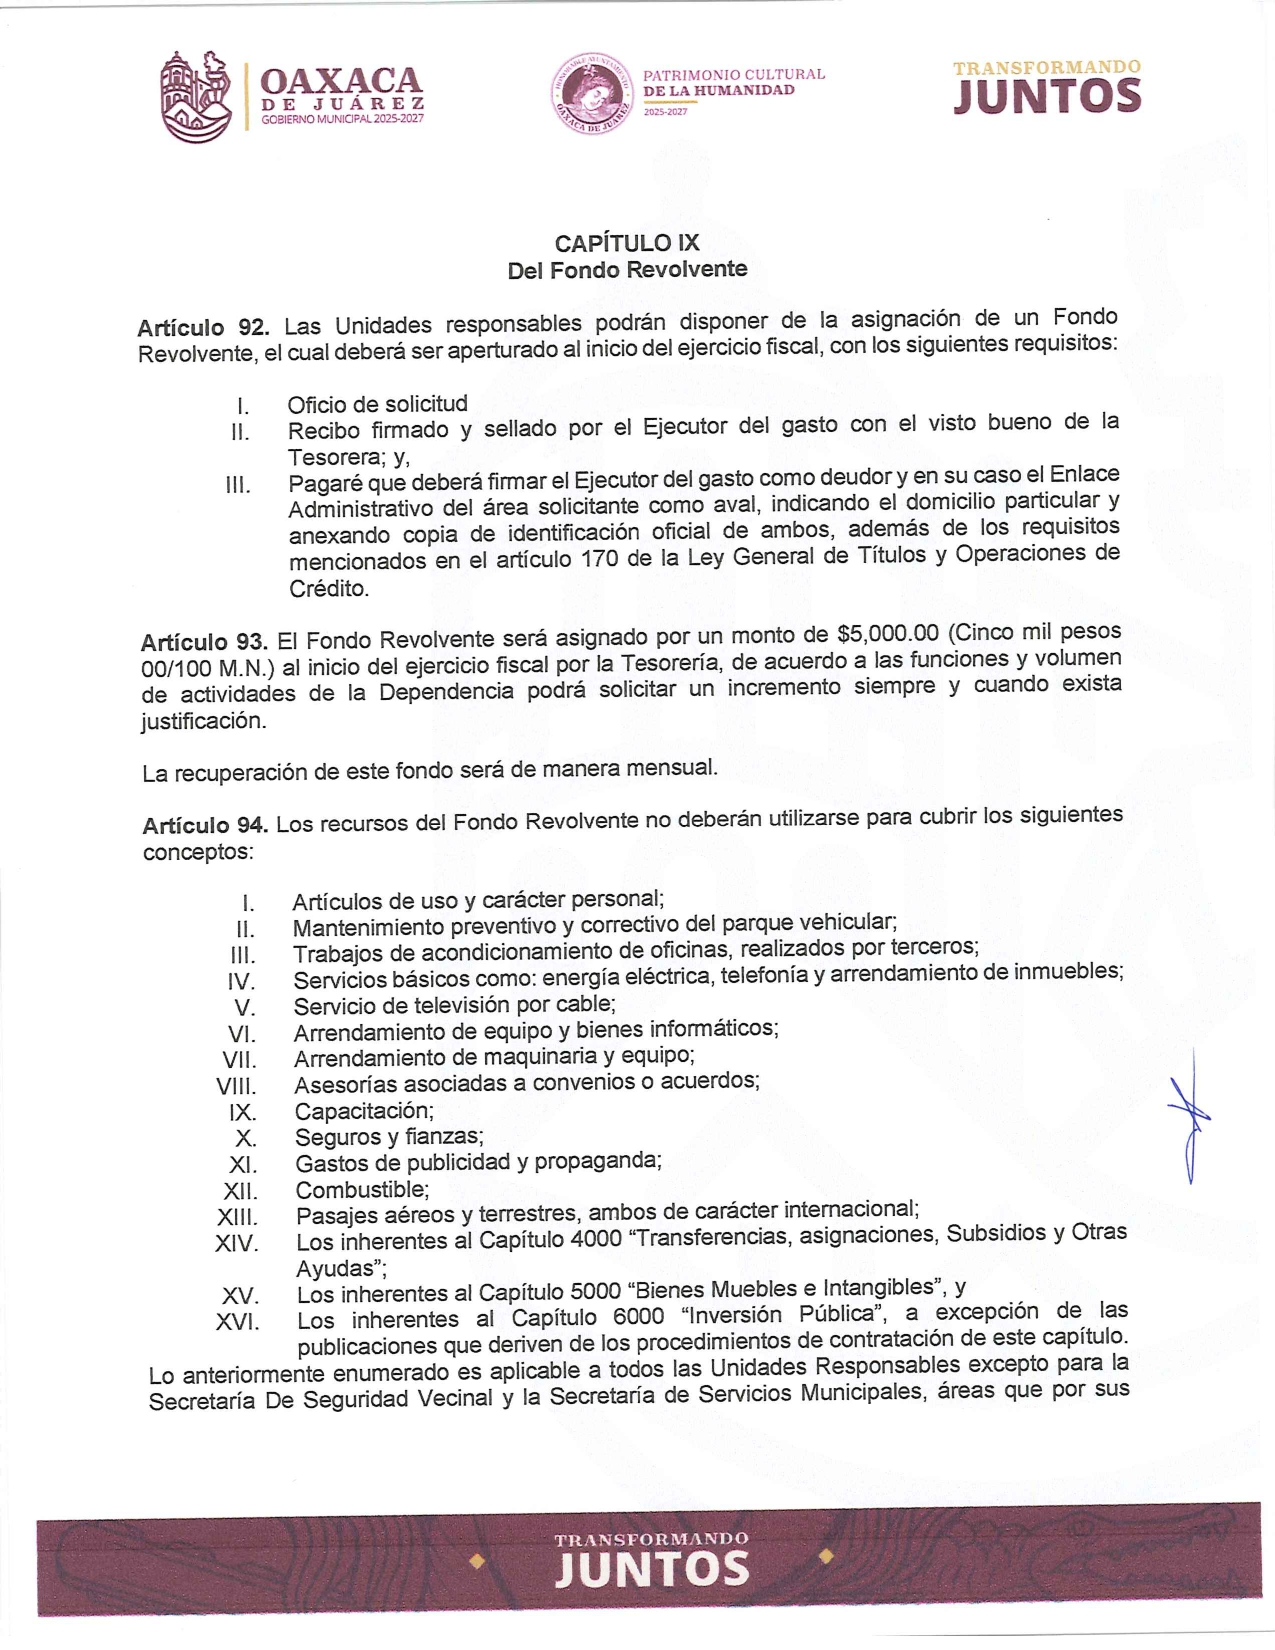 OAXACA
DE JUÁREZ
GOBIERNO MUNICIPAL 2025-2027
HONORABLE AYUNTAMIENTO
OAXACA DE JUÁREZ
PATRIMONIO CULTURAL
DE LA HUMANIDAD
2025-2027
TRANSFORMANDO
JUNTOS
CAPÍTULO IX
Del Fondo Revolvente
Artículo 92. Las Unidades responsables podrán disponer de la asignación de un Fondo
Revolvente, el cual deberá ser aperturado al inicio del ejercicio fiscal, con los siguientes requisitos:
I. Oficio de solicitud
II. Recibo firmado y sellado por el Ejecutor del gasto con el visto bueno de la
Tesorera; y,
III. Pagaré que deberá firmar el Ejecutor del gasto como deudor y en su caso el Enlace
Administrativo del área solicitante como aval, indicando el domicilio particular y
anexando copia de identificación oficial de ambos, además de los requisitos
mencionados en el artículo 170 de la Ley General de Títulos y Operaciones de
Crédito.
Artículo 93. El Fondo Revolvente será asignado por un monto de $5,000.00 (Cinco mil pesos
00/100 M.N.) al inicio del ejercicio fiscal por la Tesorería, de acuerdo a las funciones y volumen
de actividades de la Dependencia podrá solicitar un incremento siempre y cuando exista
justificación.
La recuperación de este fondo será de manera mensual.
Artículo 94. Los recursos del Fondo Revolvente no deberán utilizarse para cubrir los siguientes
conceptos:
I. Artículos de uso y carácter personal;
II. Mantenimiento preventivo y correctivo del parque vehicular;
III. Trabajos de acondicionamiento de oficinas, realizados por terceros;
IV. Servicios básicos como: energía eléctrica, telefonía y arrendamiento de inmuebles;
V. Servicio de televisión por cable;
VI. Arrendamiento de equipo y bienes informáticos;
VII. Arrendamiento de maquinaria y equipo;
VIII. Asesorías asociadas a convenios o acuerdos;
IX. Capacitación;
X. Seguros y fianzas;
XI. Gastos de publicidad y propaganda;
XII. Combustible;
XIII. Pasajes aéreos y terrestres, ambos de carácter internacional;
XIV. Los inherentes al Capítulo 4000 “Transferencias, asignaciones, Subsidios y Otras
Ayudas”;
XV. Los inherentes al Capítulo 5000 “Bienes Muebles e Intangibles”, y
XVI. Los inherentes al Capítulo 6000 “Inversión Pública”, a excepción de las
publicaciones que deriven de los procedimientos de contratación de este capítulo.
Lo anteriormente enumerado es aplicable a todos las Unidades Responsables excepto para la
Secretaría De Seguridad Vecinal y la Secretaría de Servicios Municipales, áreas que por sus
TRANSFORMANDO
JUNTOS